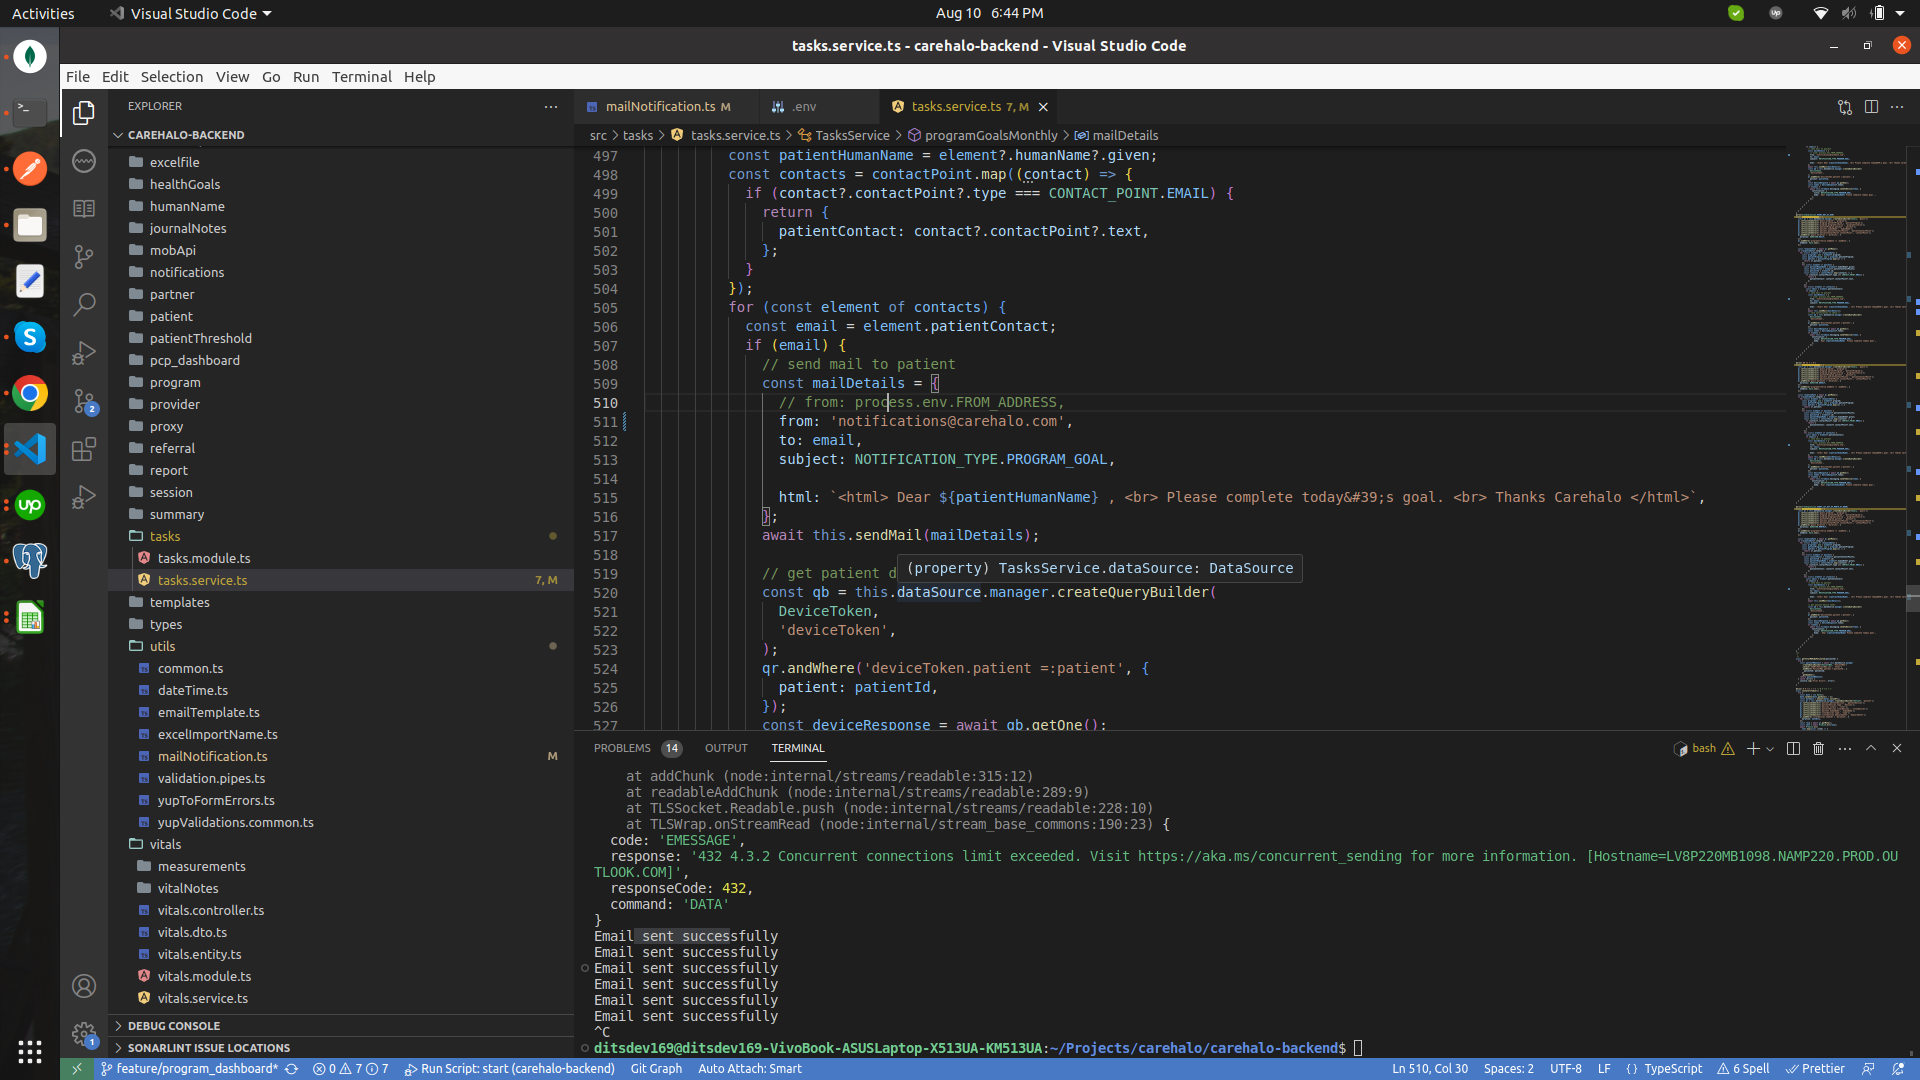 Activities
Visual Studio Code
Aug 10 6:44 PM
tasks.service.ts - carehalo-backend - Visual Studio Code
File Edit Selection View Go Run Terminal Help
EXPLORER
CAREHALO-BACKEND
excelfile
healthGoals
humanName
journalNotes
mobApi
notifications
partner
patient
patientThreshold
pcp_dashboard
program
provider
proxy
referral
report
session
summary
tasks
tasks.module.ts
tasks.service.ts 7, M
templates
types
utils
common.ts
dateTime.ts
emailTemplate.ts
excelImportName.ts
mailNotification.ts M
validation.pipes.ts
yupToFormErrors.ts
yupValidations.common.ts
vitals
measurements
vitalNotes
vitals.controller.ts
vitals.dto.ts
vitals.entity.ts
vitals.module.ts
vitals.service.ts
DEBUG CONSOLE
SONARLINT ISSUE LOCATIONS
mailNotification.ts M
.env
tasks.service.ts 7, M
src > tasks > tasks.service.ts > TasksService > programGoalsMonthly > mailDetails
497 const patientHumanName = element?.humanName?.given;
498 const contacts = contactPoint.map((contact) => {
499 if (contact?.contactPoint?.type === CONTACT_POINT.EMAIL) {
500 return {
501 patientContact: contact?.contactPoint?.text,
502 };
503 }
504 });
505 for (const element of contacts) {
506 const email = element.patientContact;
507 if (email) {
508 // send mail to patient
509 const mailDetails = {
510 // from: process.env.FROM_ADDRESS,
511 from: 'notifications@carehalo.com',
512 to: email,
513 subject: NOTIFICATION_TYPE.PROGRAM_GOAL,
514
515 html: `<html> Dear ${patientHumanName} , <br> Please complete today&#39;s goal. <br> Thanks Carehalo </html>`,
516 };
517 await this.sendMail(mailDetails);
518
(property) TasksService.dataSource: DataSource
519 // get patient d
520 const qb = this.dataSource.manager.createQueryBuilder(
521 DeviceToken,
522 'deviceToken',
523 );
524 qr.andWhere('deviceToken.patient =:patient', {
525 patient: patientId,
526 });
527 const deviceResponse = await qb.getOne();
PROBLEMS 14 OUTPUT TERMINAL
bash
at addChunk (node:internal/streams/readable:315:12)
at readableAddChunk (node:internal/streams/readable:289:9)
at TLSSocket.Readable.push (node:internal/streams/readable:228:10)
at TLSWrap.onStreamRead (node:internal/stream_base_commons:190:23) {
code: 'EMESSAGE',
response: '432 4.3.2 Concurrent connections limit exceeded. Visit https://aka.ms/concurrent_sending for more information. [Hostname=LV8P220MB1098.NAMP220.PROD.OU
TLOOK.COM]',
responseCode: 432,
command: 'DATA'
}
Email sent successfully
Email sent successfully
Email sent successfully
Email sent successfully
Email sent successfully
Email sent successfully
^C
ditsdev169@ditsdev169-VivoBook-ASUSLaptop-X513UA-KM513UA:~/Projects/carehalo/carehalo-backend$
feature/program_dashboard* 0 7 7 Run Script: start (carehalo-backend) Git Graph Auto Attach: Smart
Ln 510, Col 30 Spaces: 2 UTF-8 LF {} TypeScript 6 Spell Prettier